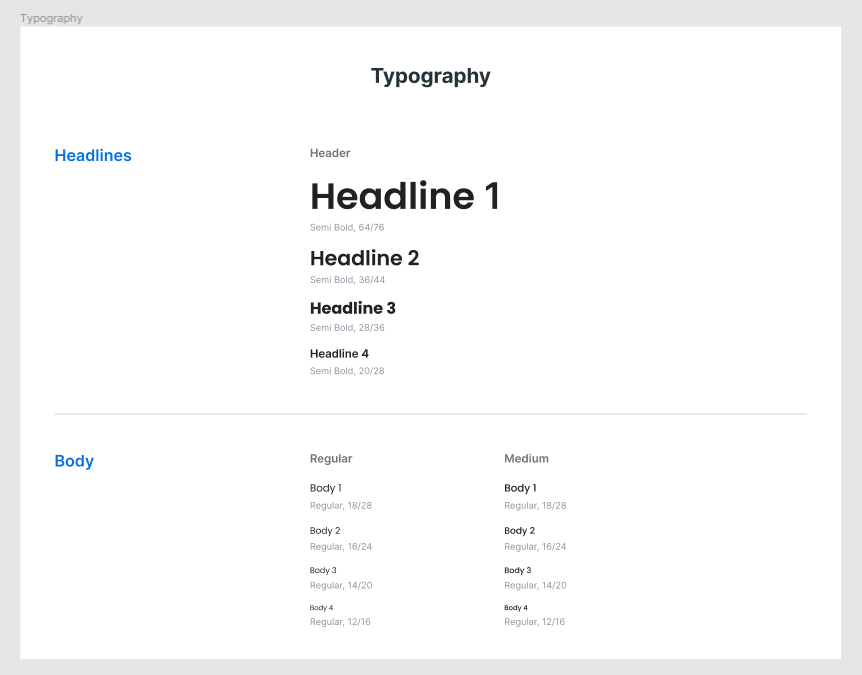 Typography
Typography
Headlines
Header
Headline 1
Semi Bold, 64/76
Headline 2
Semi Bold, 36/44
Headline 3
Semi Bold, 28/36
Headline 4
Semi Bold, 20/28
Body
Regular
Body 1
Regular, 18/28
Body 2
Regular, 16/24
Body 3
Regular, 14/20
Body 4
Regular, 12/16
Medium
Body 1
Regular, 18/28
Body 2
Regular, 16/24
Body 3
Regular, 14/20
Body 4
Regular, 12/16